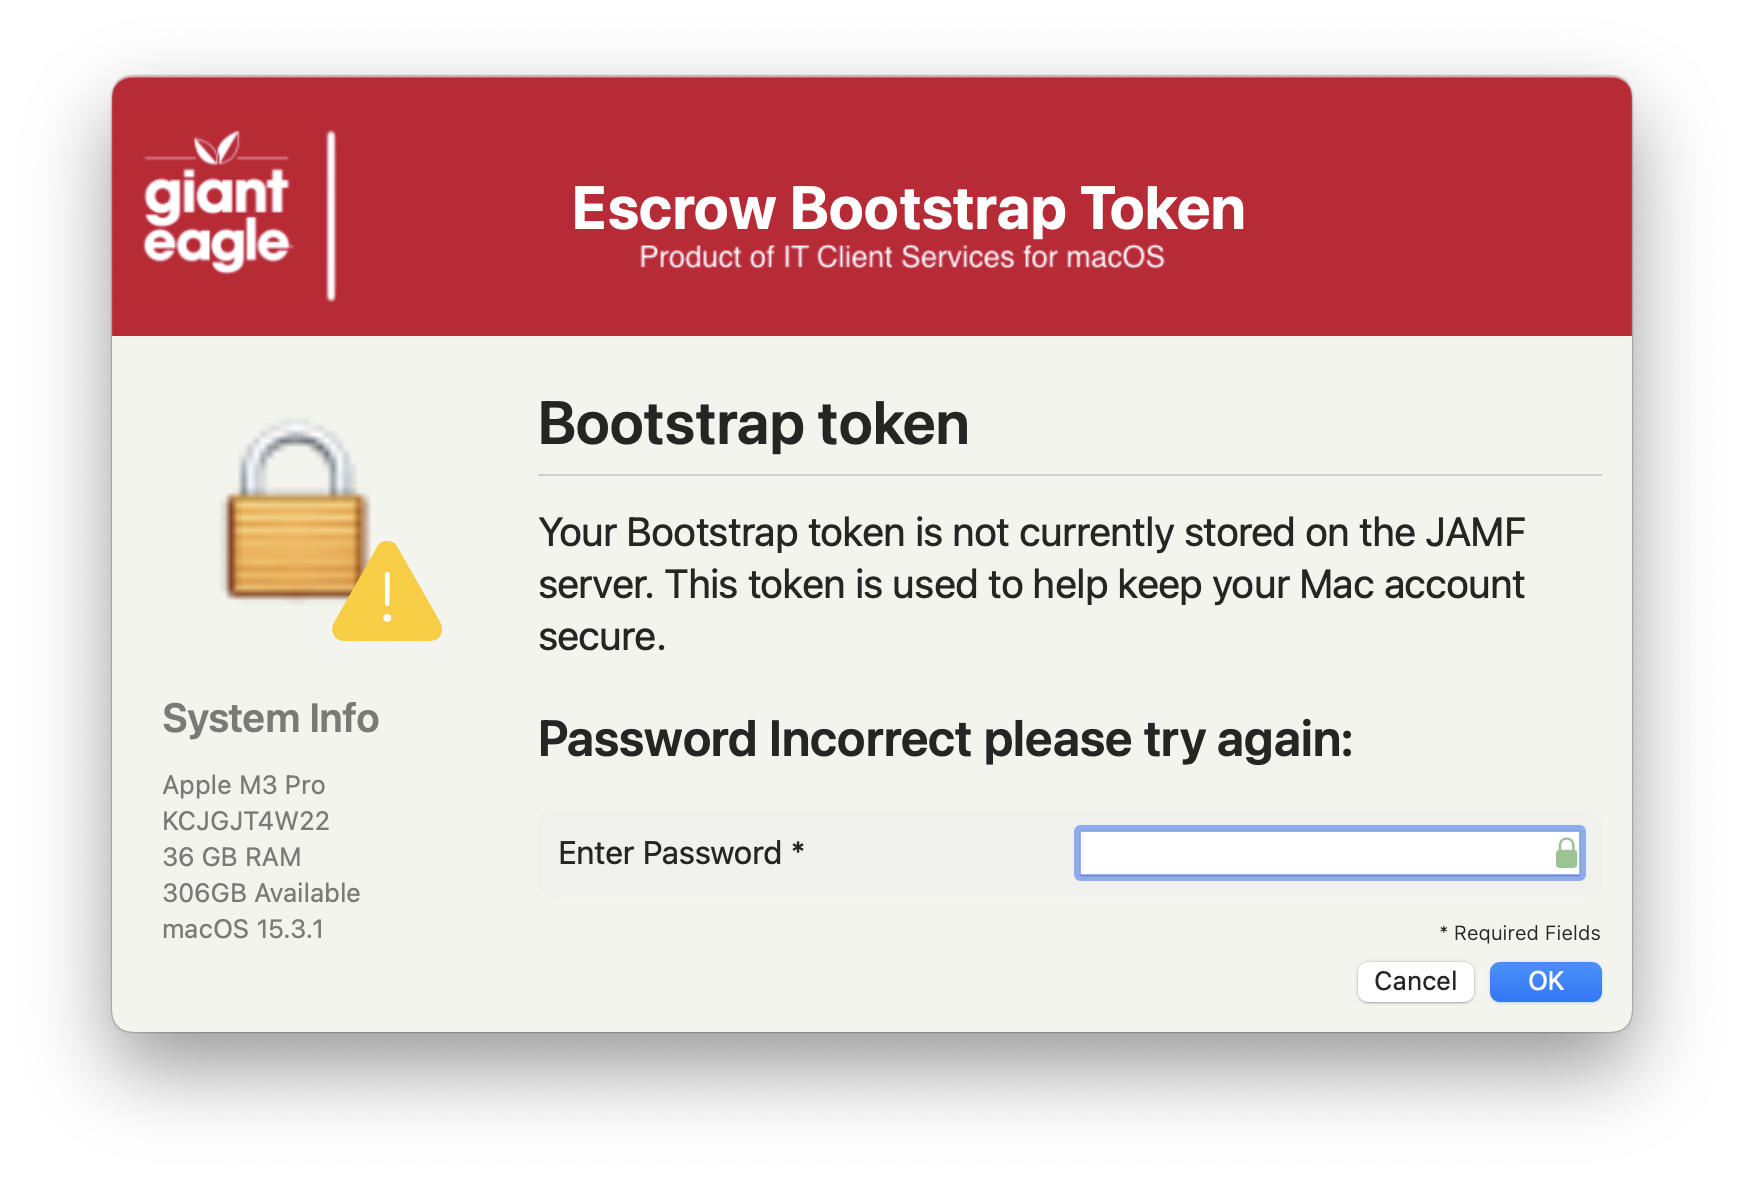 giant
eagle
Escrow Bootstrap Token
Product of IT Client Services for macOS
Bootstrap token
Your Bootstrap token is not currently stored on the JAMF
server. This token is used to help keep your Mac account
secure.
System Info
Apple M3 Pro
KCJGJT4W22
36 GB RAM
306GB Available
macOS 15.3.1
Password Incorrect please try again:
Enter Password *
* Required Fields
Cancel
OK